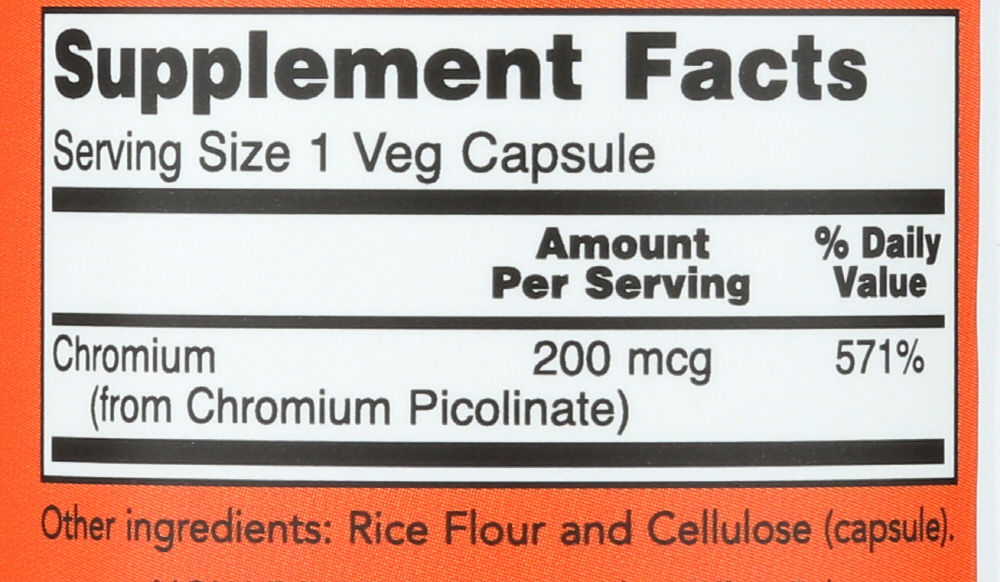 Supplement Facts
Serving Size 1 Veg Capsule
Amount
Per Serving
% Daily
Value
Chromium 200 mcg 571%
(from Chromium Picolinate)
Other ingredients: Rice Flour and Cellulose (capsule).